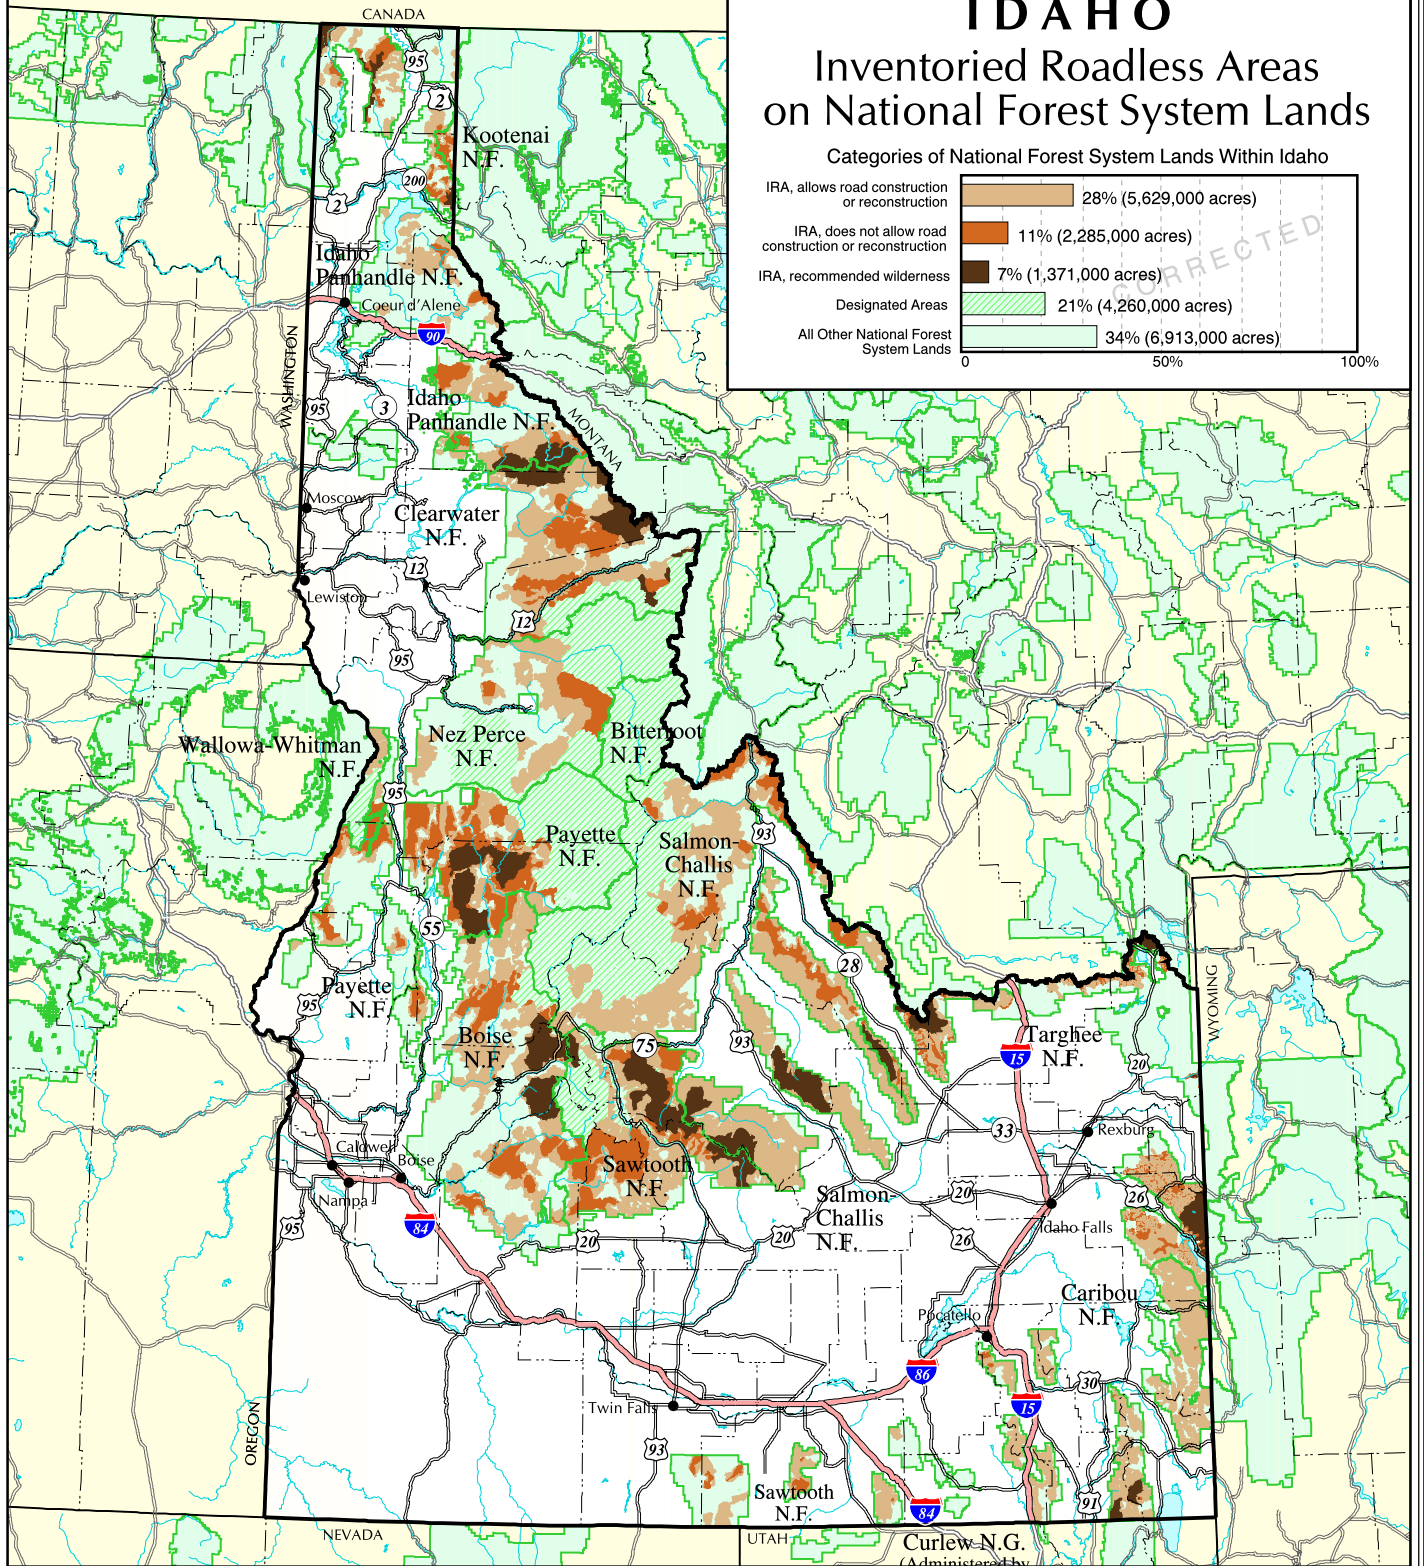 IDAHO
Inventoried Roadless Areas
on National Forest System Lands
Categories of National Forest System Lands Within Idaho
IRA, allows road construction
or reconstruction
28% (5,629,000 acres)
IRA, does not allow road
construction or reconstruction
11% (2,285,000 acres)
IRA, recommended wilderness
7% (1,371,000 acres)
Designated Areas
21% (4,260,000 acres)
All Other National Forest
System Lands
34% (6,913,000 acres)
0
50%
100%
CORRECTED
CANADA
95
2
Kootenai
N.F.
200
2
Idaho
Panhandle N.F.
Coeur d'Alene
90
WASHINGTON
95
3
Idaho
Panhandle N.F.
MONTANA
Moscow
Clearwater
N.F.
12
Lewiston
12
95
Wallowa-Whitman
N.F.
Nez Perce
N.F.
Bitterroot
N.F.
95
Payette
N.F.
Salmon-
Challis
N.F.
93
55
28
Payette
N.F.
95
Boise
N.F.
75
93
Targhee
N.F.
15
20
WYOMING
33
Rexburg
Caldwell
Boise
Nampa
Sawtooth
N.F.
Salmon-
Challis
N.F.
20
26
Idaho Falls
95
84
20
20
26
Caribou
N.F.
Pocatello
86
30
15
Twin Falls
OREGON
93
Sawtooth
N.F.
91
84
NEVADA
UTAH
Curlew N.G.
(Administered by